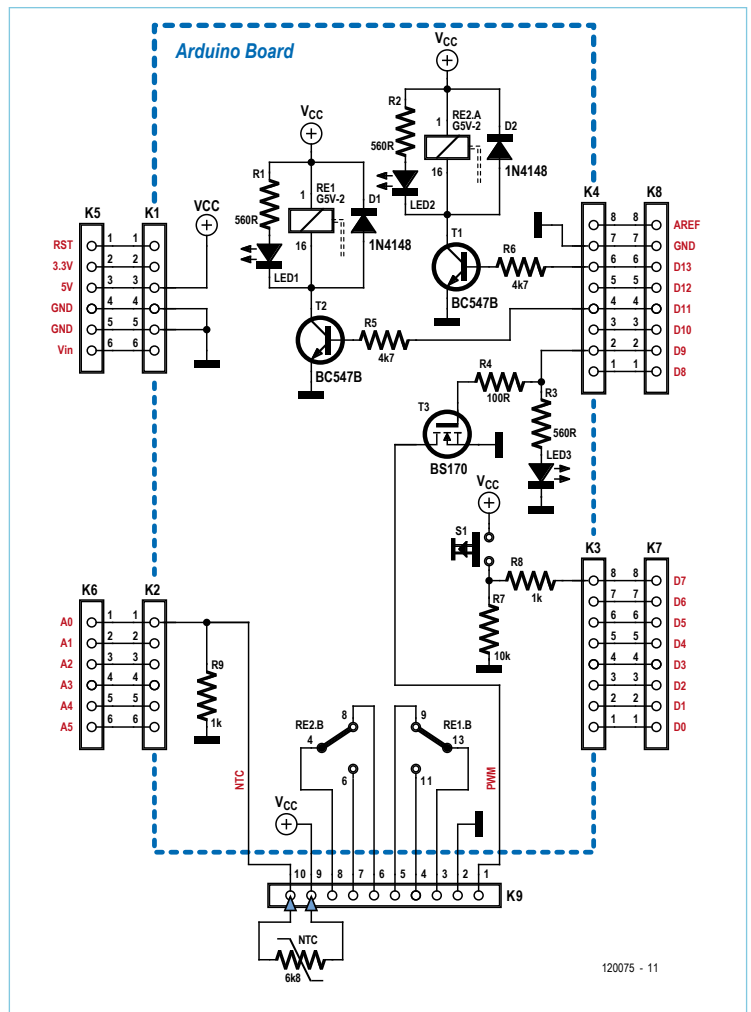 Arduino Board
VCC
R2
560R
1
RE2.A
G5V-2
16
D2
1N4148
LED2
VCC
R1
560R
1
RE1
G5V-2
16
D1
1N4148
LED1
T1
BC547B
R6
4k7
T2
BC547B
R5
4k7
K5 K1
VCC
RST 1 1
3.3V 2 2
5V 3 3
GND 4 4
GND 5 5
Vin 6 6
K4 K8
8 8 AREF
7 7 GND
6 6 D13
5 5 D12
4 4 D11
3 3 D10
2 2 D9
1 1 D8
R4
100R
R3
560R
LED3
T3
BS170
VCC
S1
R8
1k
R7
10k
K3 K7
8 8 D7
7 7 D6
6 6 D5
5 5 D4
4 4 D3
3 3 D2
2 2 D1
1 1 D0
K6 K2
A0 1 1
A1 2 2
A2 3 3
A3 4 4
A4 5 5
A5 6 6
R9
1k
RE2.B
8
4
6
9
RE1.B
13
11
NTC
PWM
VCC
10 9 8 7 6 5 4 3 2 1
K9
NTC
6k8
120075 - 11